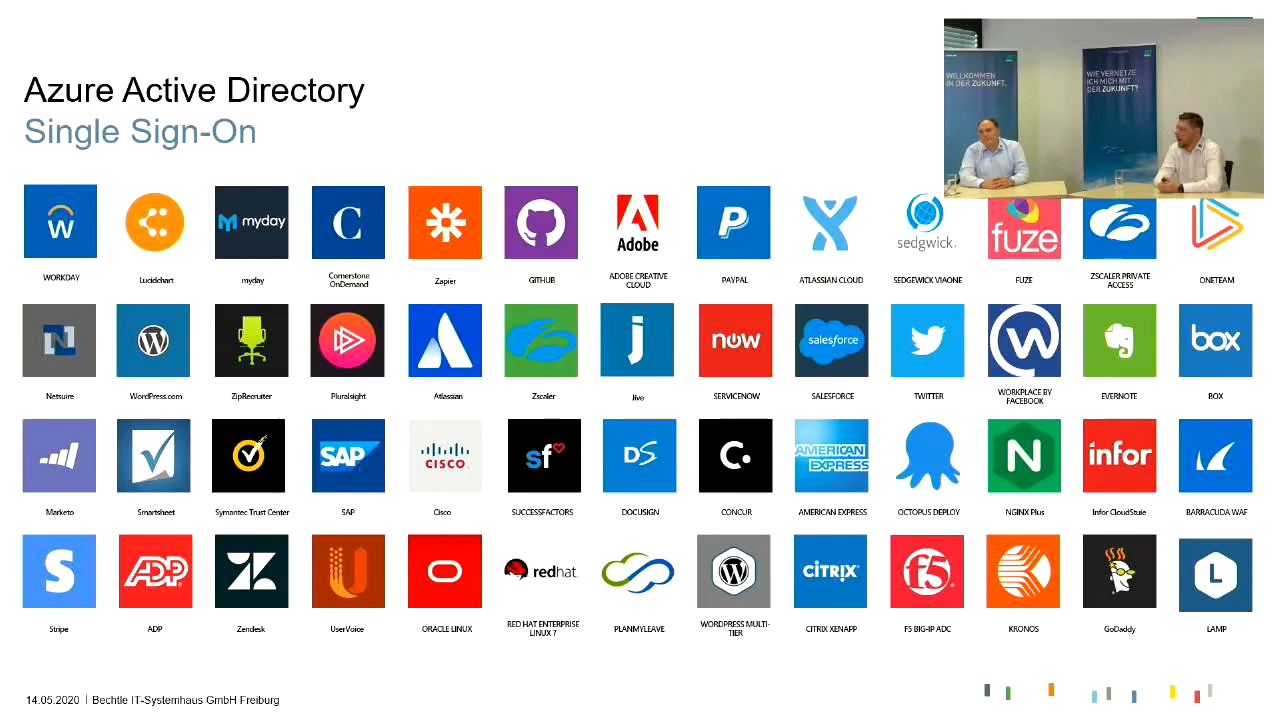 Azure Active Directory
Single Sign-On
WILLKOMMEN
IN DER ZUKUNFT.
WIE VERNETZE
ICH MICH MIT
DER ZUKUNFT?
W
myday
C
Adobe
P
sedgwick.
fuze
WORKDAY
Lucidchart
myday
Cornerstone
OnDemand
Zapier
GITHUB
ADOBE CREATIVE
CLOUD
PAYPAL
ATLASSIAN CLOUD
SEDGEWICK VIAONE
FUZE
ZSCALER PRIVATE
ACCESS
ONETEAM
N
W
j
now
salesforce
W
box
Netsuire
WordPress.com
ZipRecruiter
Pluralsight
Atlassian
Zscaler
Jive
SERVICENOW
SALESFORCE
TWITTER
WORKPLACE BY
FACEBOOK
EVERNOTE
BOX
SAP
CISCO
sf
DS
C.
AMERICAN
EXPRESS
N
infor
Marketo
Smartsheet
Symantec Trust Center
SAP
Cisco
SUCCESSFACTORS
DOCUSIGN
CONCUR
AMERICAN EXPRESS
OCTOPUS DEPLOY
NGINX Plus
Infor CloudStuie
BARRACUDA WAF
S
ADP
Z
U
redhat.
W
CITRIX
f5
L
Stripe
ADP
Zendesk
UserVoice
ORACLE LINUX
RED HAT ENTERPRISE
LINUX 7
PLANMYLEAVE
WORDPRESS MULTI-
TIER
CITRIX XENAPP
F5 BIG-IP ADC
KRONOS
GoDaddy
LAMP
14.05.2020 | Bechtle IT-Systemhaus GmbH Freiburg